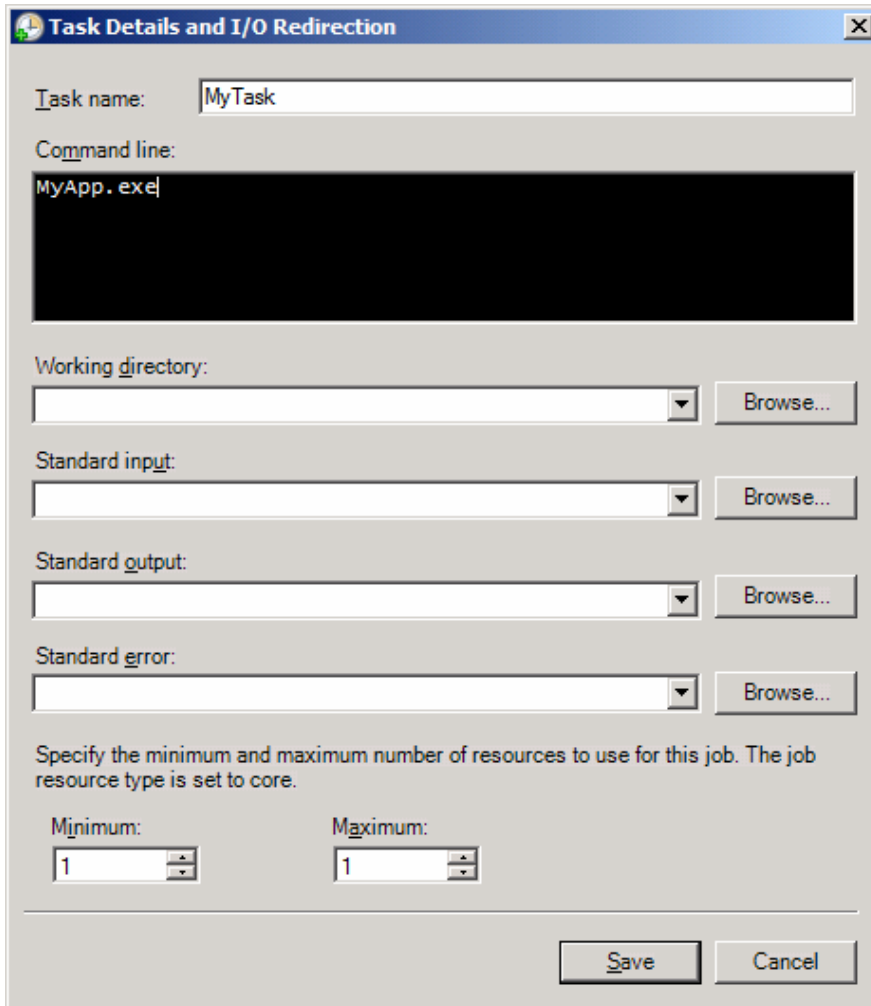 Task Details and I/O Redirection
Task name: MyTask
Command line:
MyApp.exe
Working directory:
Browse...
Standard input:
Browse...
Standard output:
Browse...
Standard error:
Browse...
Specify the minimum and maximum number of resources to use for this job. The job
resource type is set to core.
Minimum: Maximum:
1 1
Save Cancel